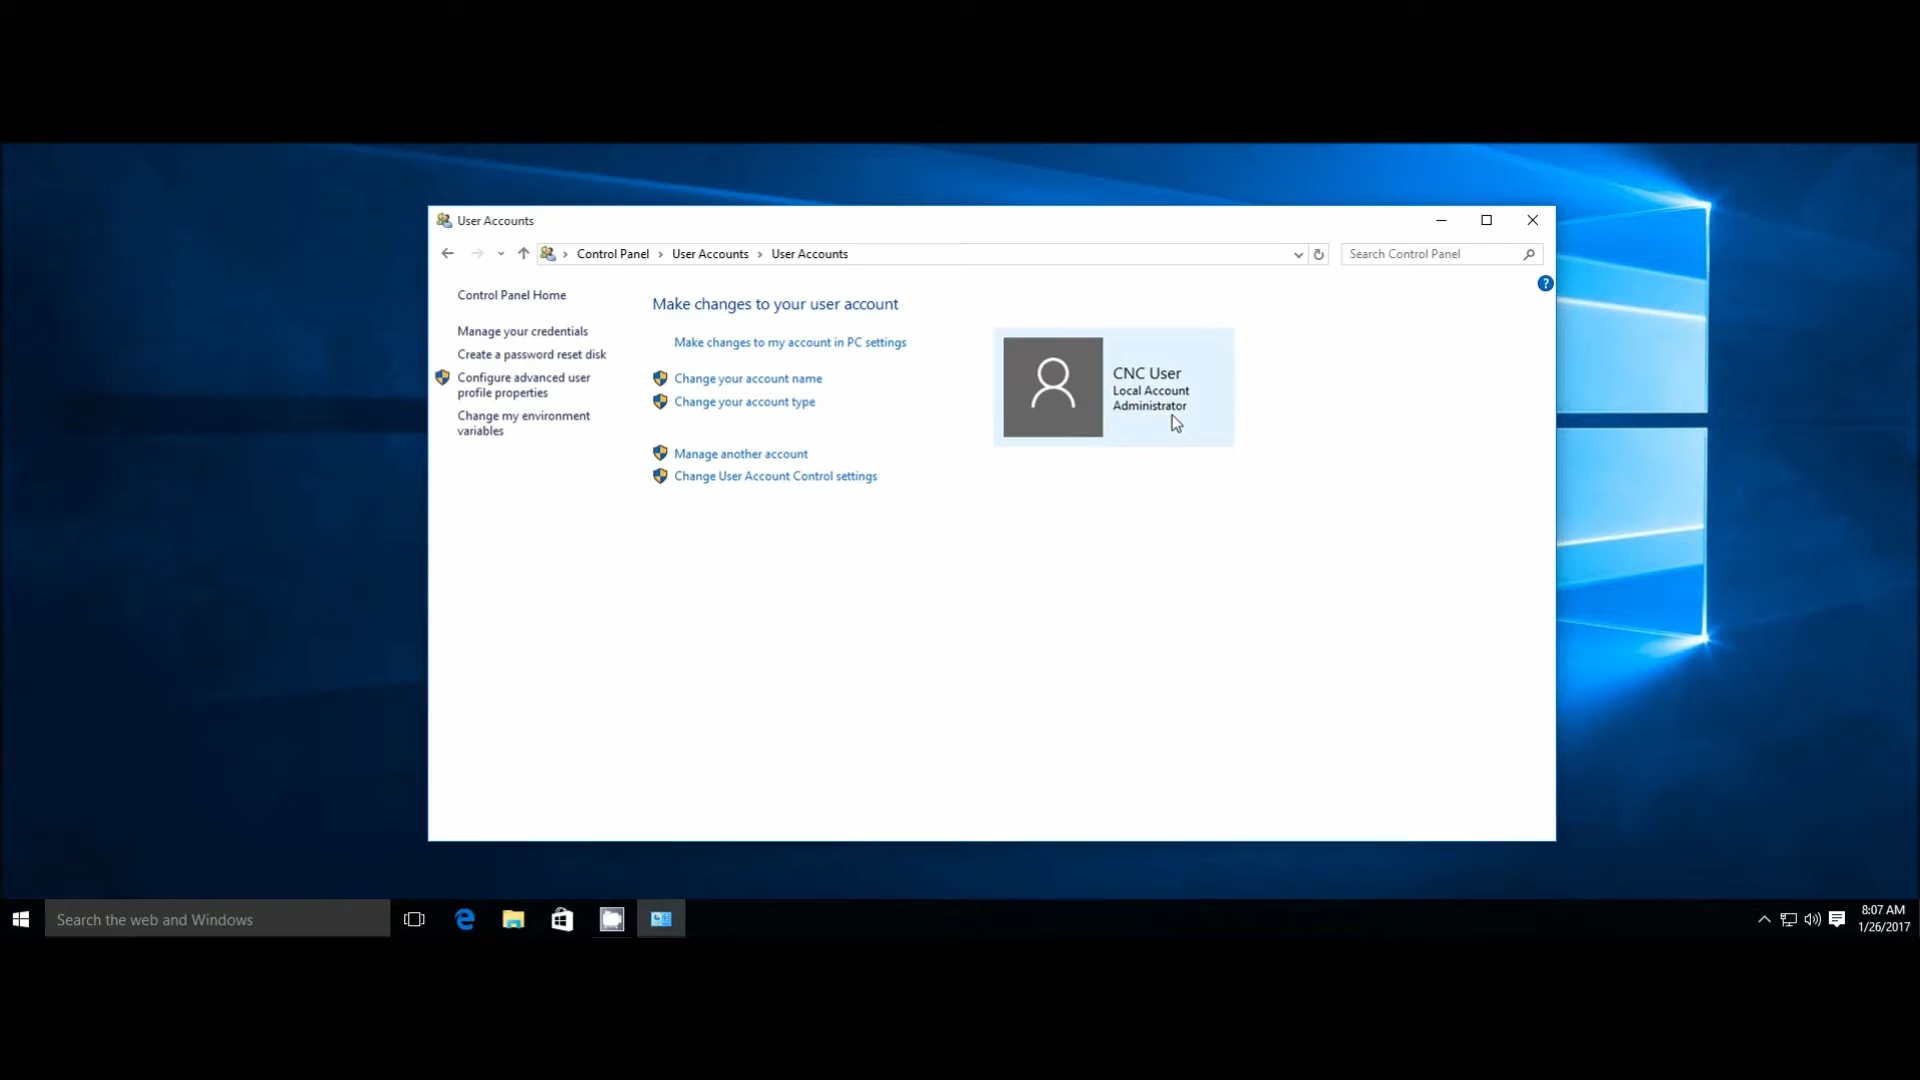 User Accounts
Control Panel > User Accounts > User Accounts
Search Control Panel
?
Control Panel Home
Manage your credentials
Create a password reset disk
Configure advanced user
profile properties
Change my environment
variables
Make changes to your user account
Make changes to my account in PC settings
Change your account name
Change your account type
Manage another account
Change User Account Control settings
CNC User
Local Account
Administrator
Search the web and Windows
8:07 AM
1/26/2017